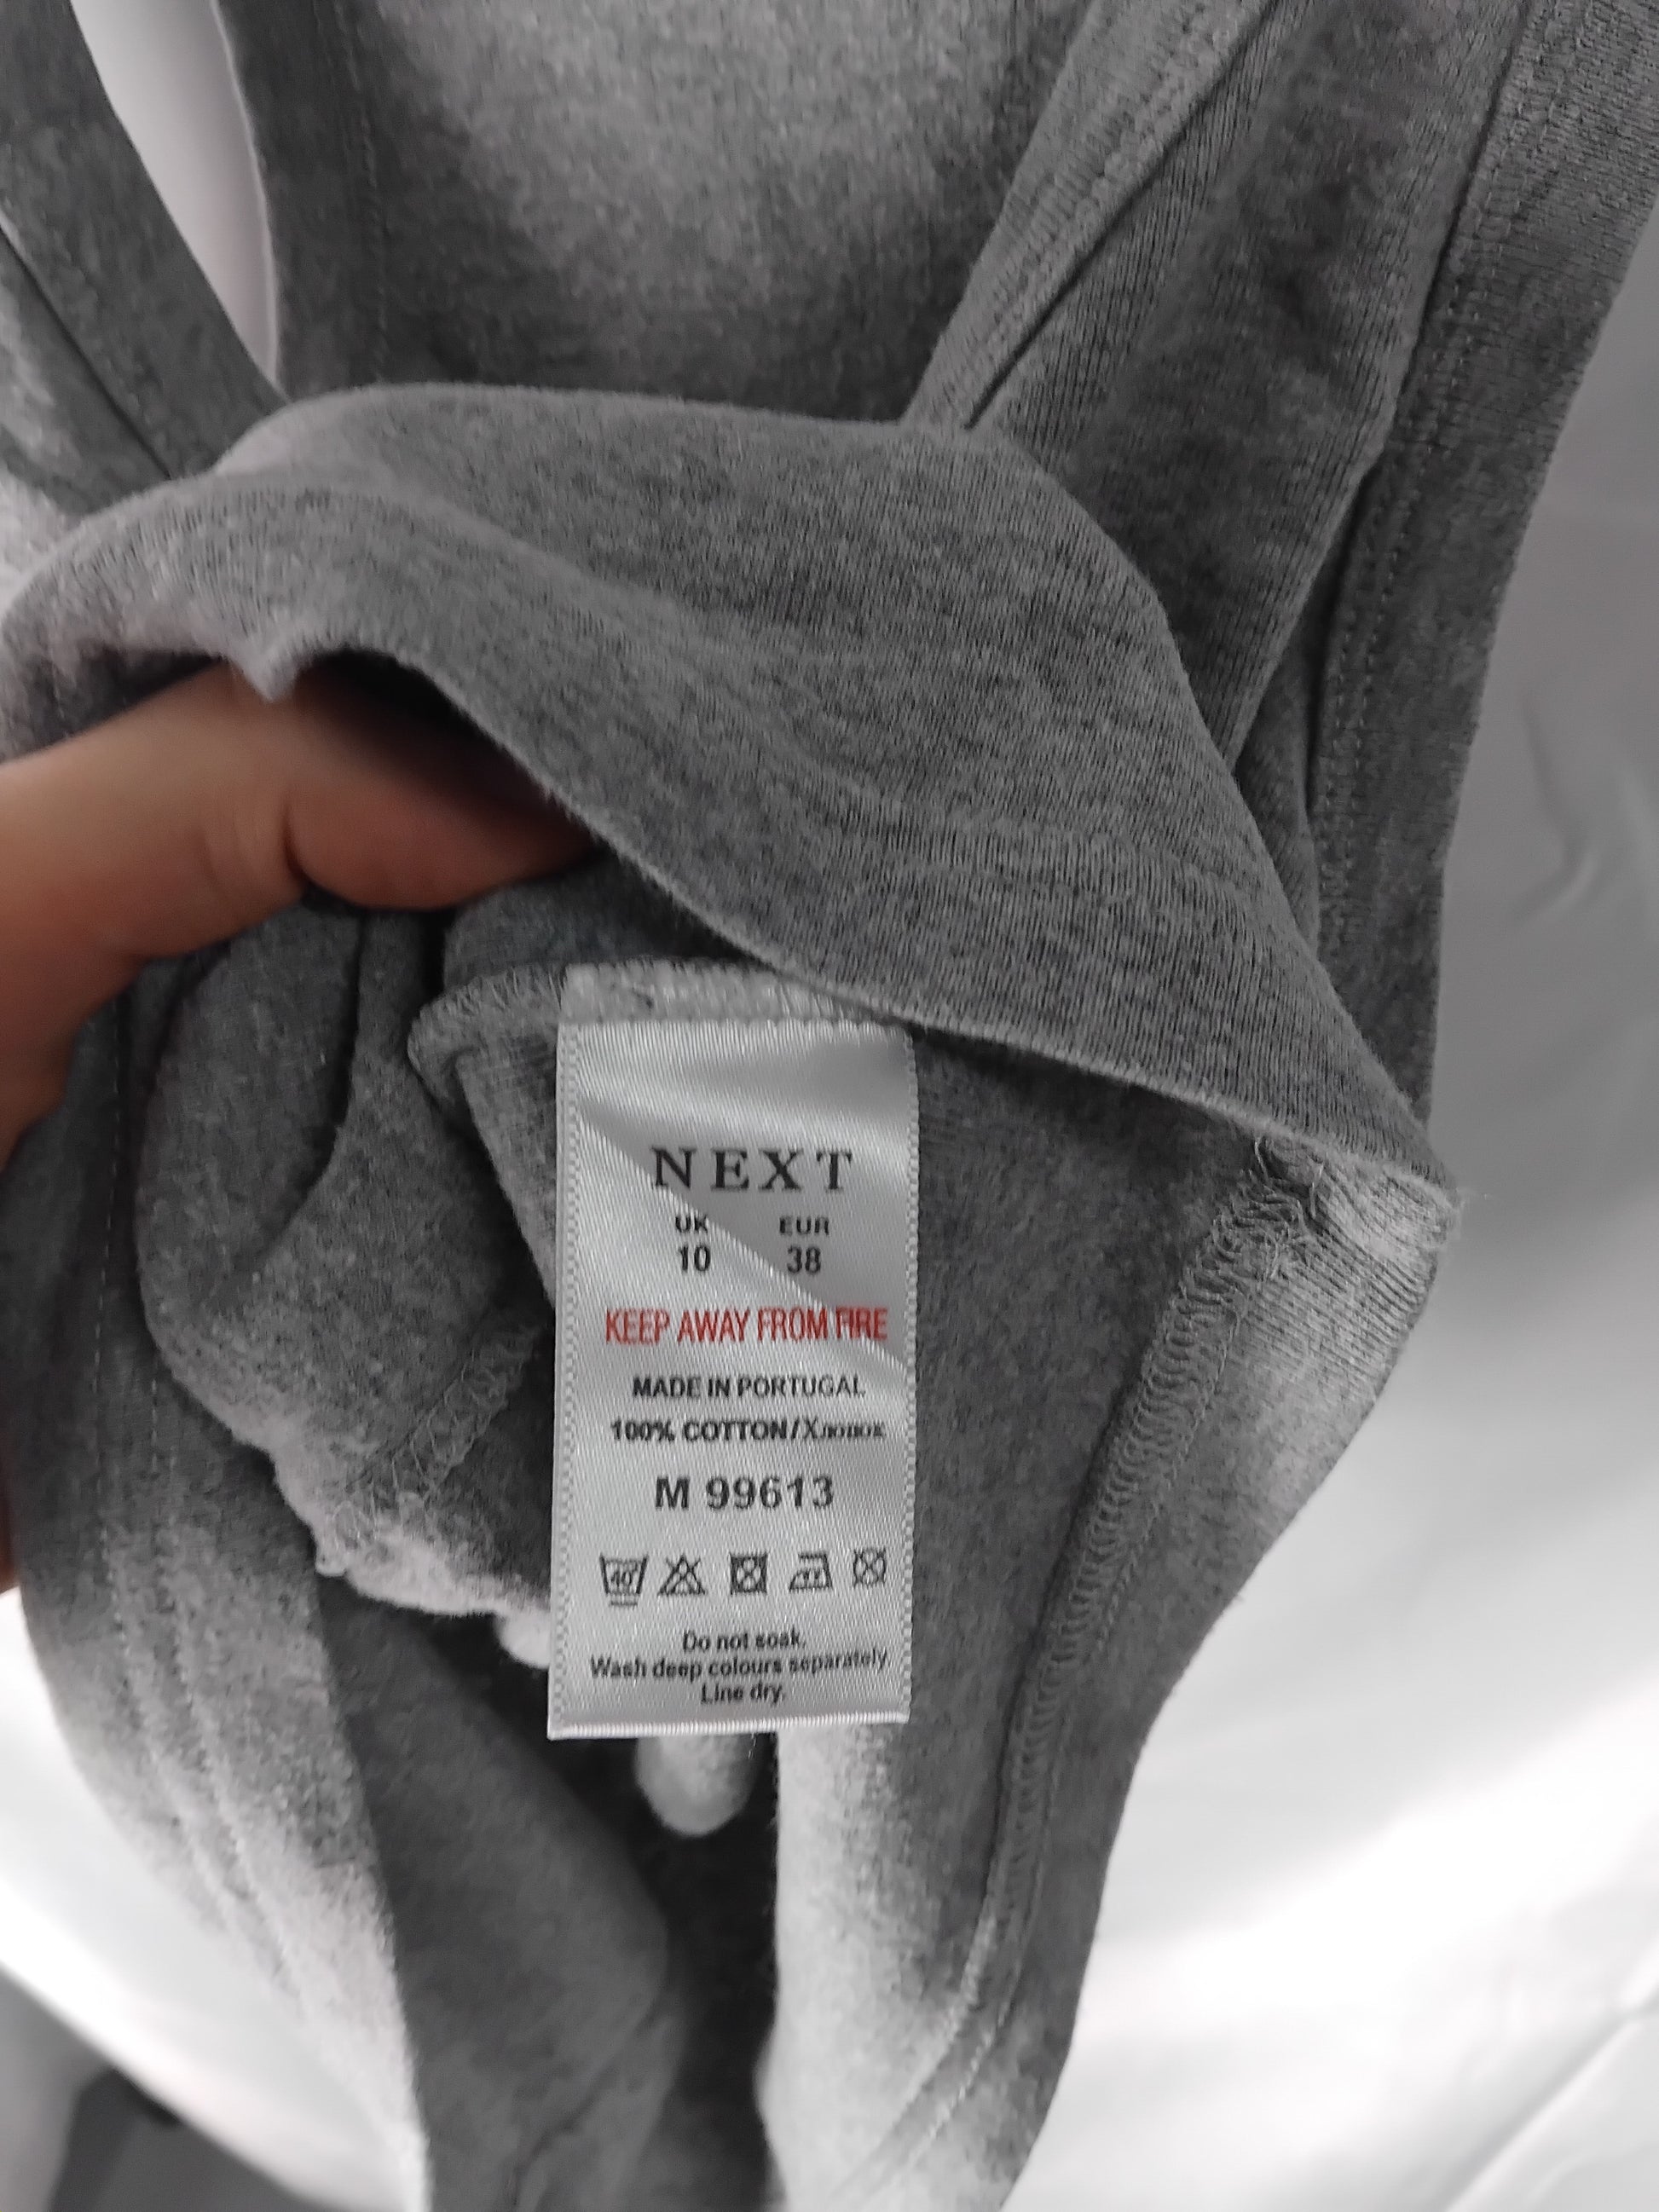 NEXT
UK EUR
10 38
KEEP AWAY FROM FIRE
MADE IN PORTUGAL
100% COTTON/Хлопок
M 99613
40°
Do not soak.
Wash deep colours separately
Line dry.